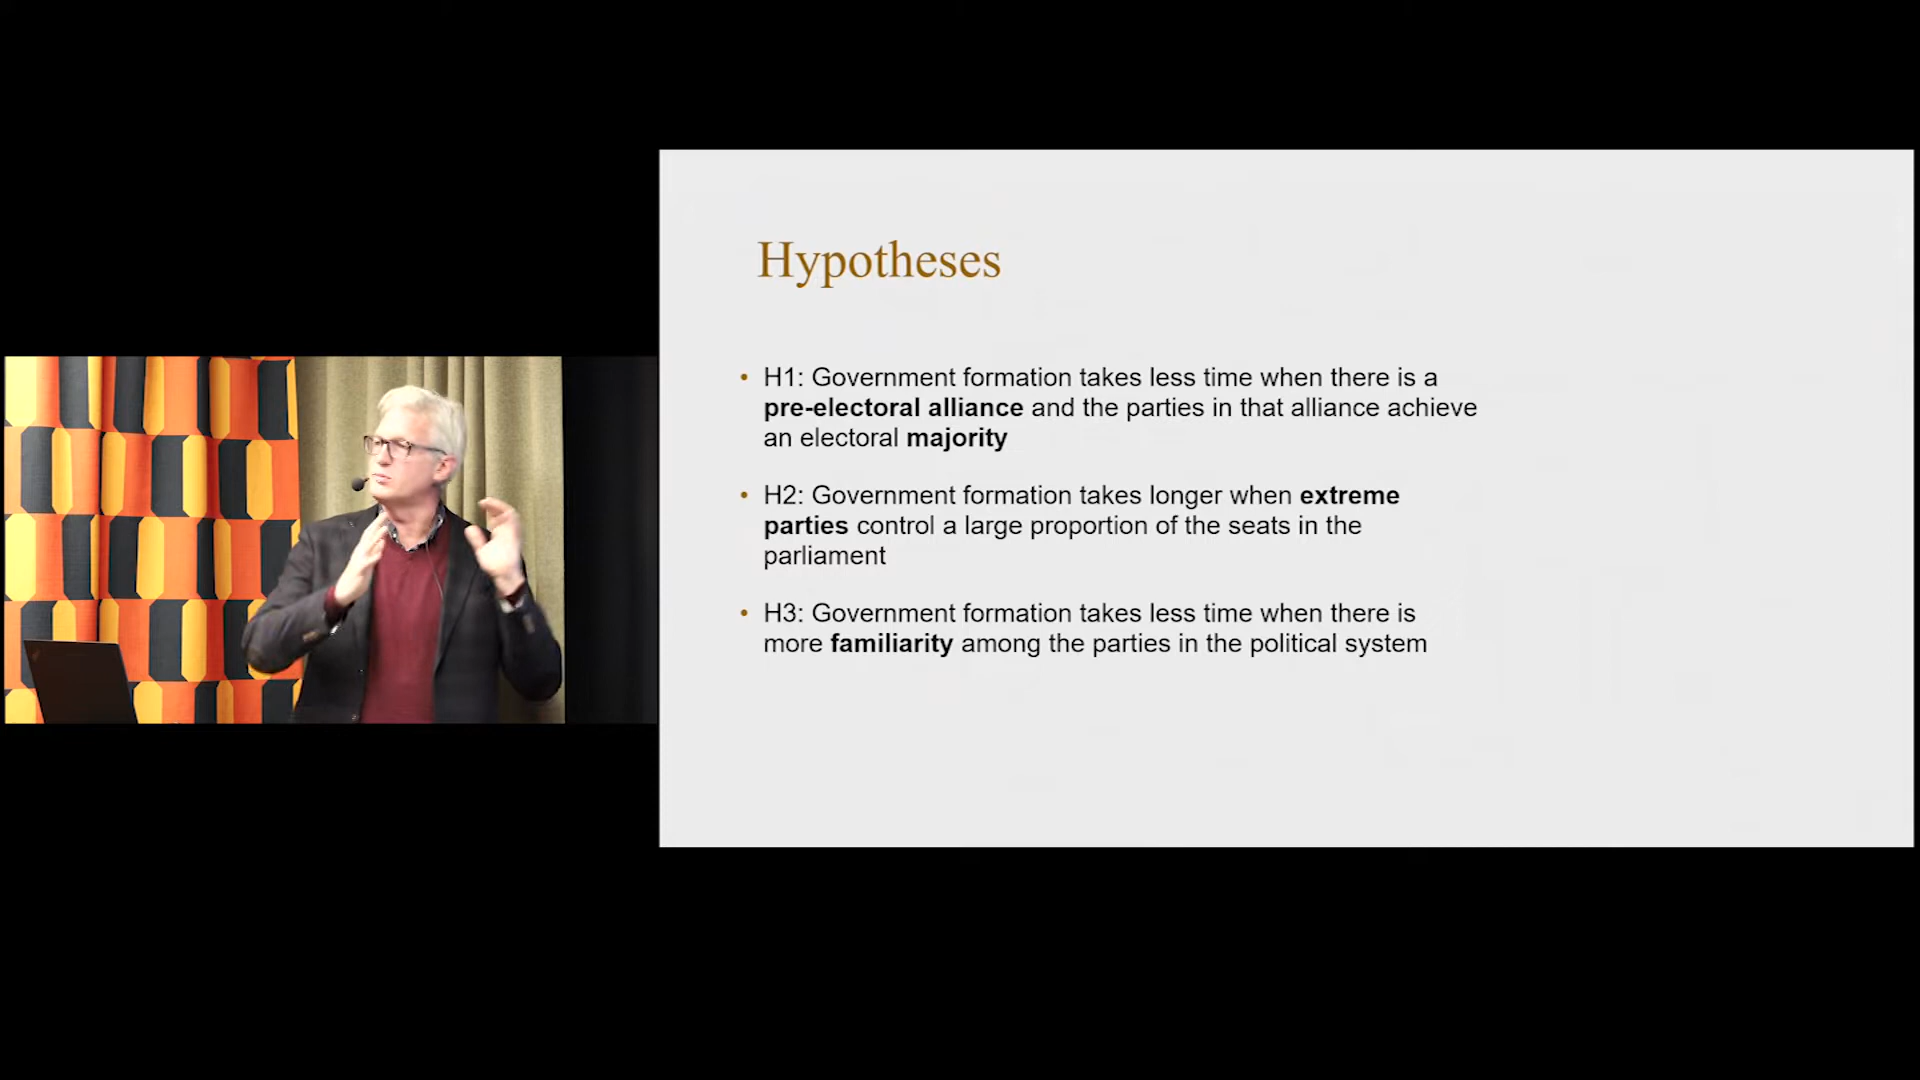 Hypotheses
• H1: Government formation takes less time when there is a
pre-electoral alliance and the parties in that alliance achieve
an electoral majority
• H2: Government formation takes longer when extreme
parties control a large proportion of the seats in the
parliament
• H3: Government formation takes less time when there is
more familiarity among the parties in the political system